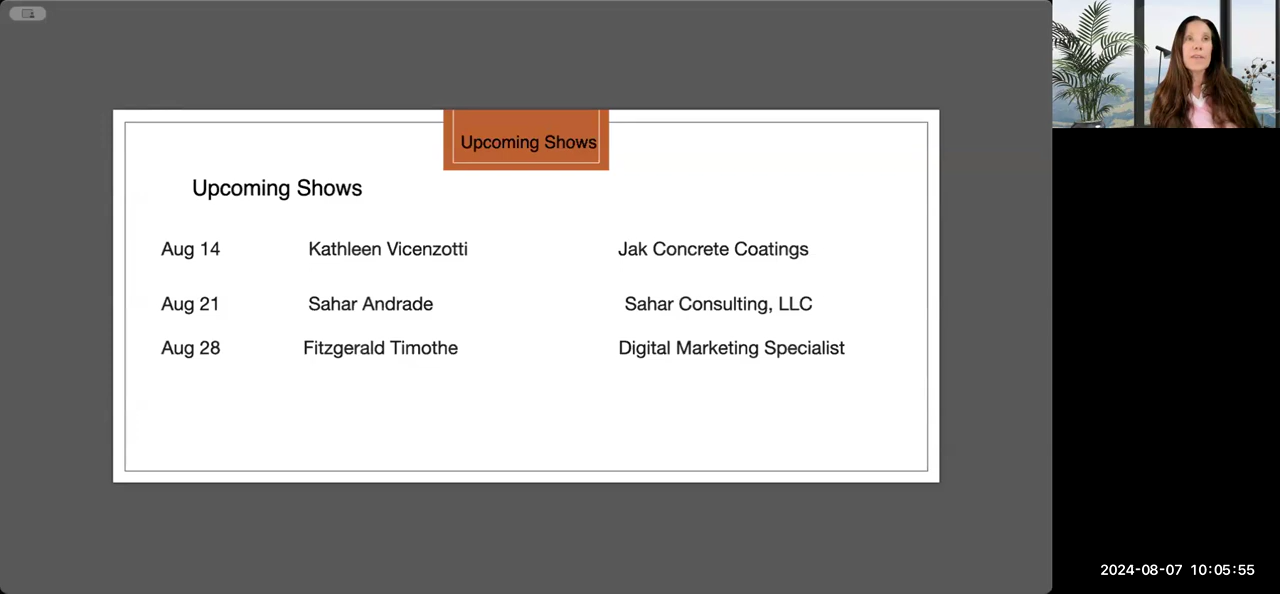 Upcoming Shows
Upcoming Shows
Aug 14 Kathleen Vicenzotti Jak Concrete Coatings
Aug 21 Sahar Andrade Sahar Consulting, LLC
Aug 28 Fitzgerald Timothe Digital Marketing Specialist
2024-08-07 10:05:55